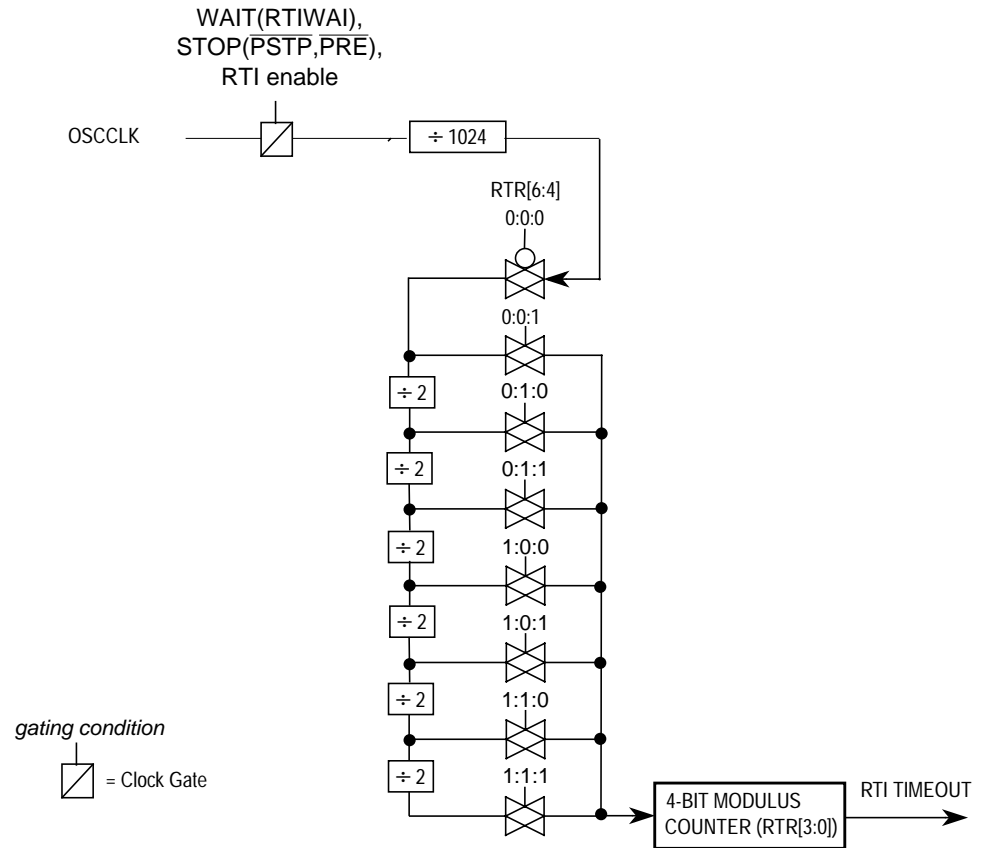 WAIT(RTIWAI),
STOP(PSTP,PRE),
RTI enable
OSCCLK
÷ 1024
RTR[6:4]
0:0:0
0:0:1
÷ 2
0:1:0
÷ 2
0:1:1
÷ 2
1:0:0
÷ 2
1:0:1
÷ 2
1:1:0
÷ 2
1:1:1
gating condition
= Clock Gate
4-BIT MODULUS
COUNTER (RTR[3:0])
RTI TIMEOUT